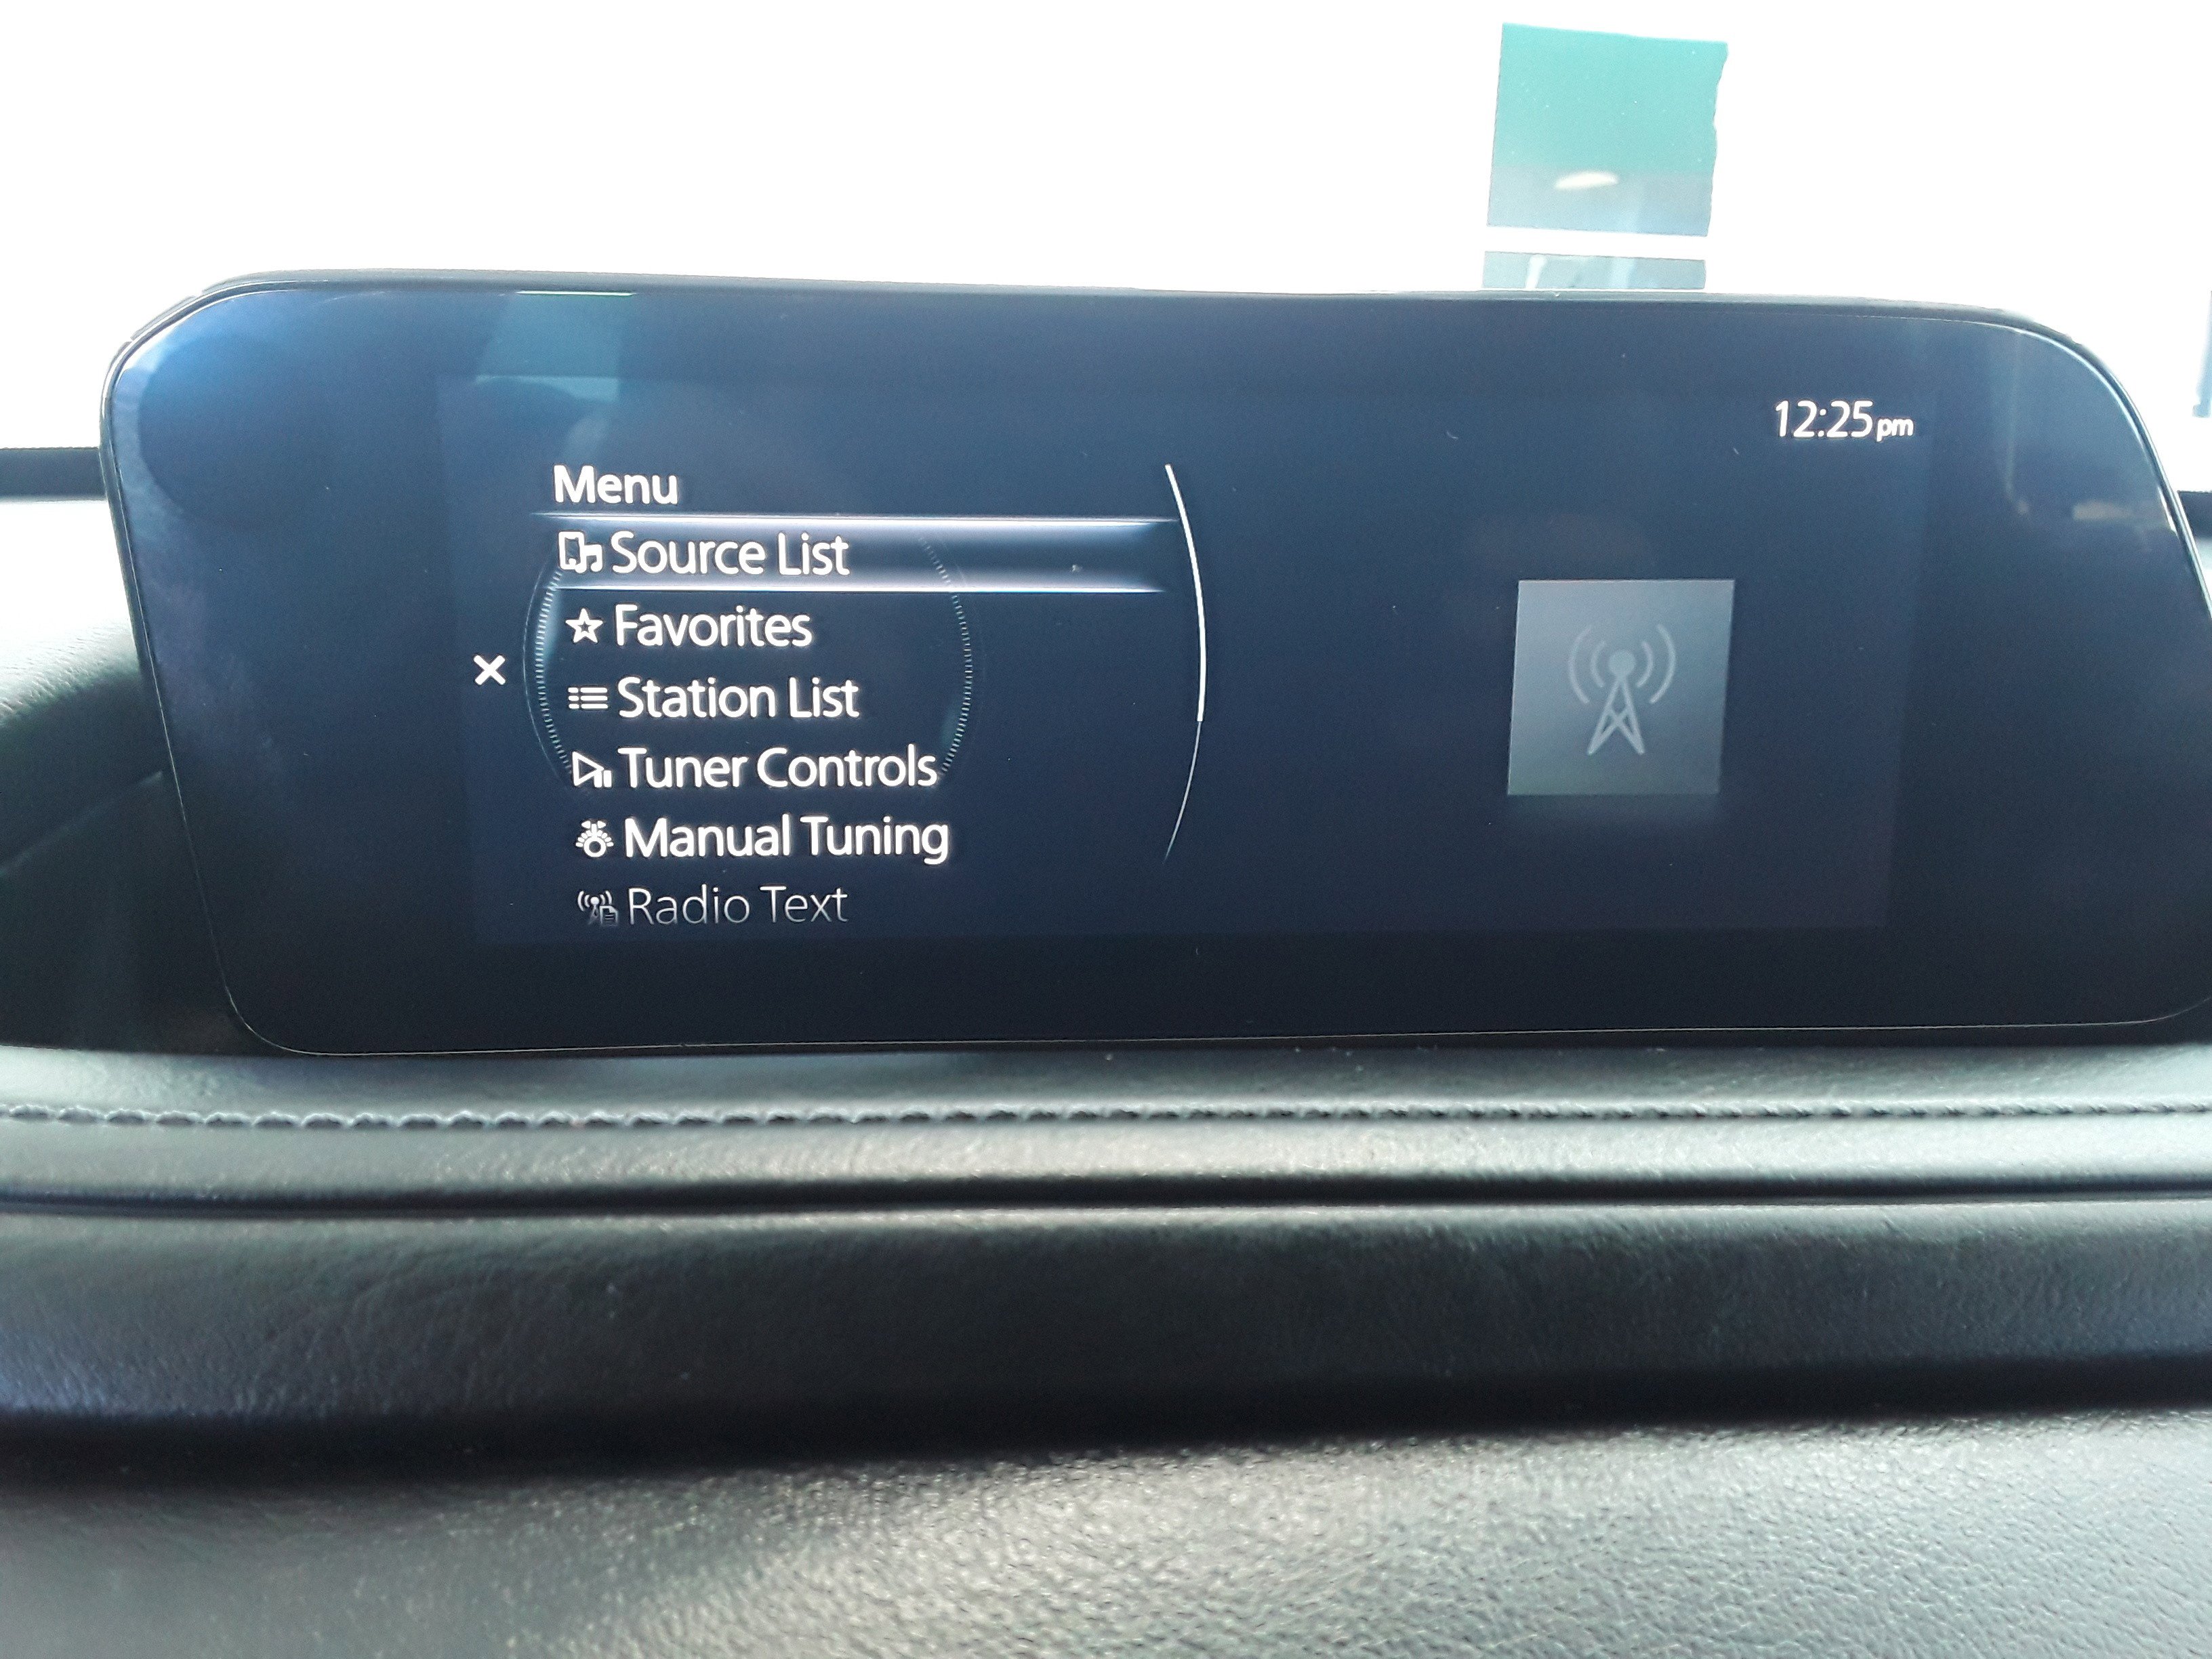 12:25pm
Menu
Source List
Favorites
Station List
Tuner Controls
Manual Tuning
Radio Text